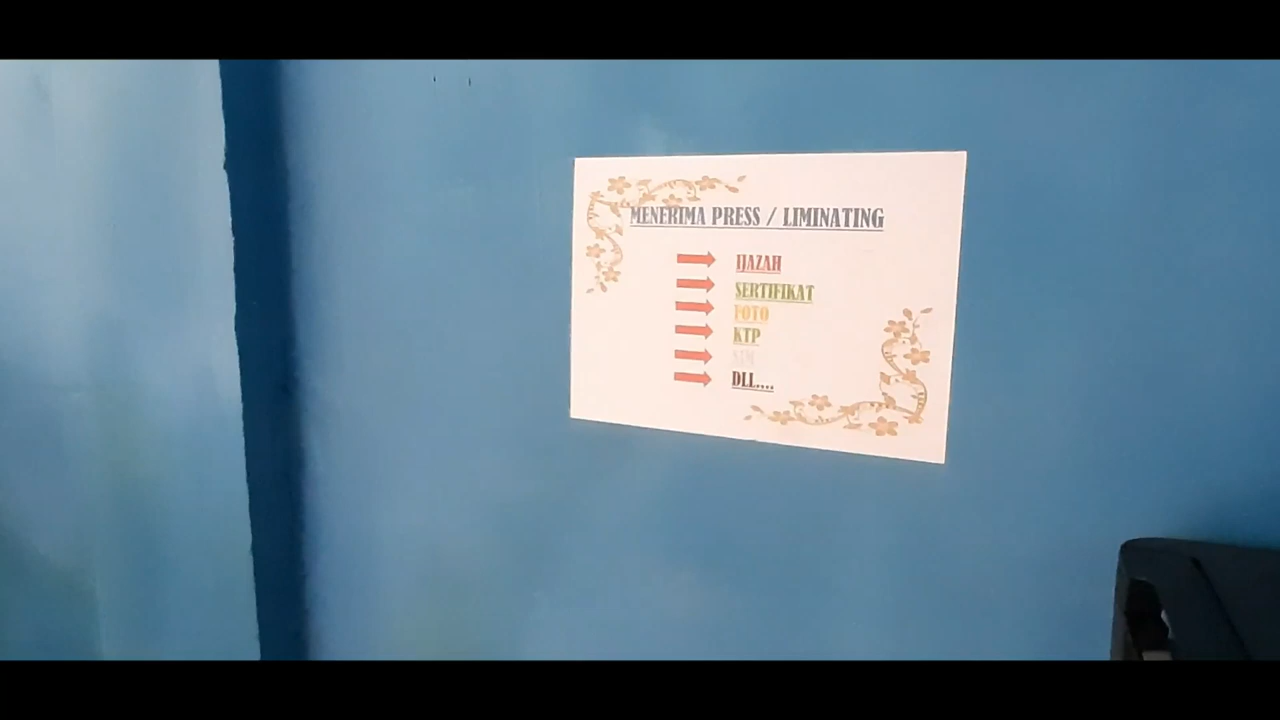 MENERIMA PRESS / LIMINATING
IJAZAH
SERTIFIKAT
FOTO
KTP
SIM
DLL....